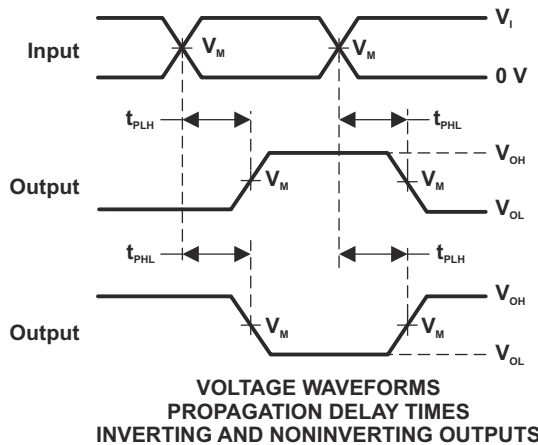 V_I
Input
V_M
V_M
0 V
t_PLH
t_PHL
V_OH
Output
V_M
V_M
V_OL
t_PHL
t_PLH
V_OH
Output
V_M
V_M
V_OL
VOLTAGE WAVEFORMS
PROPAGATION DELAY TIMES
INVERTING AND NONINVERTING OUTPUTS